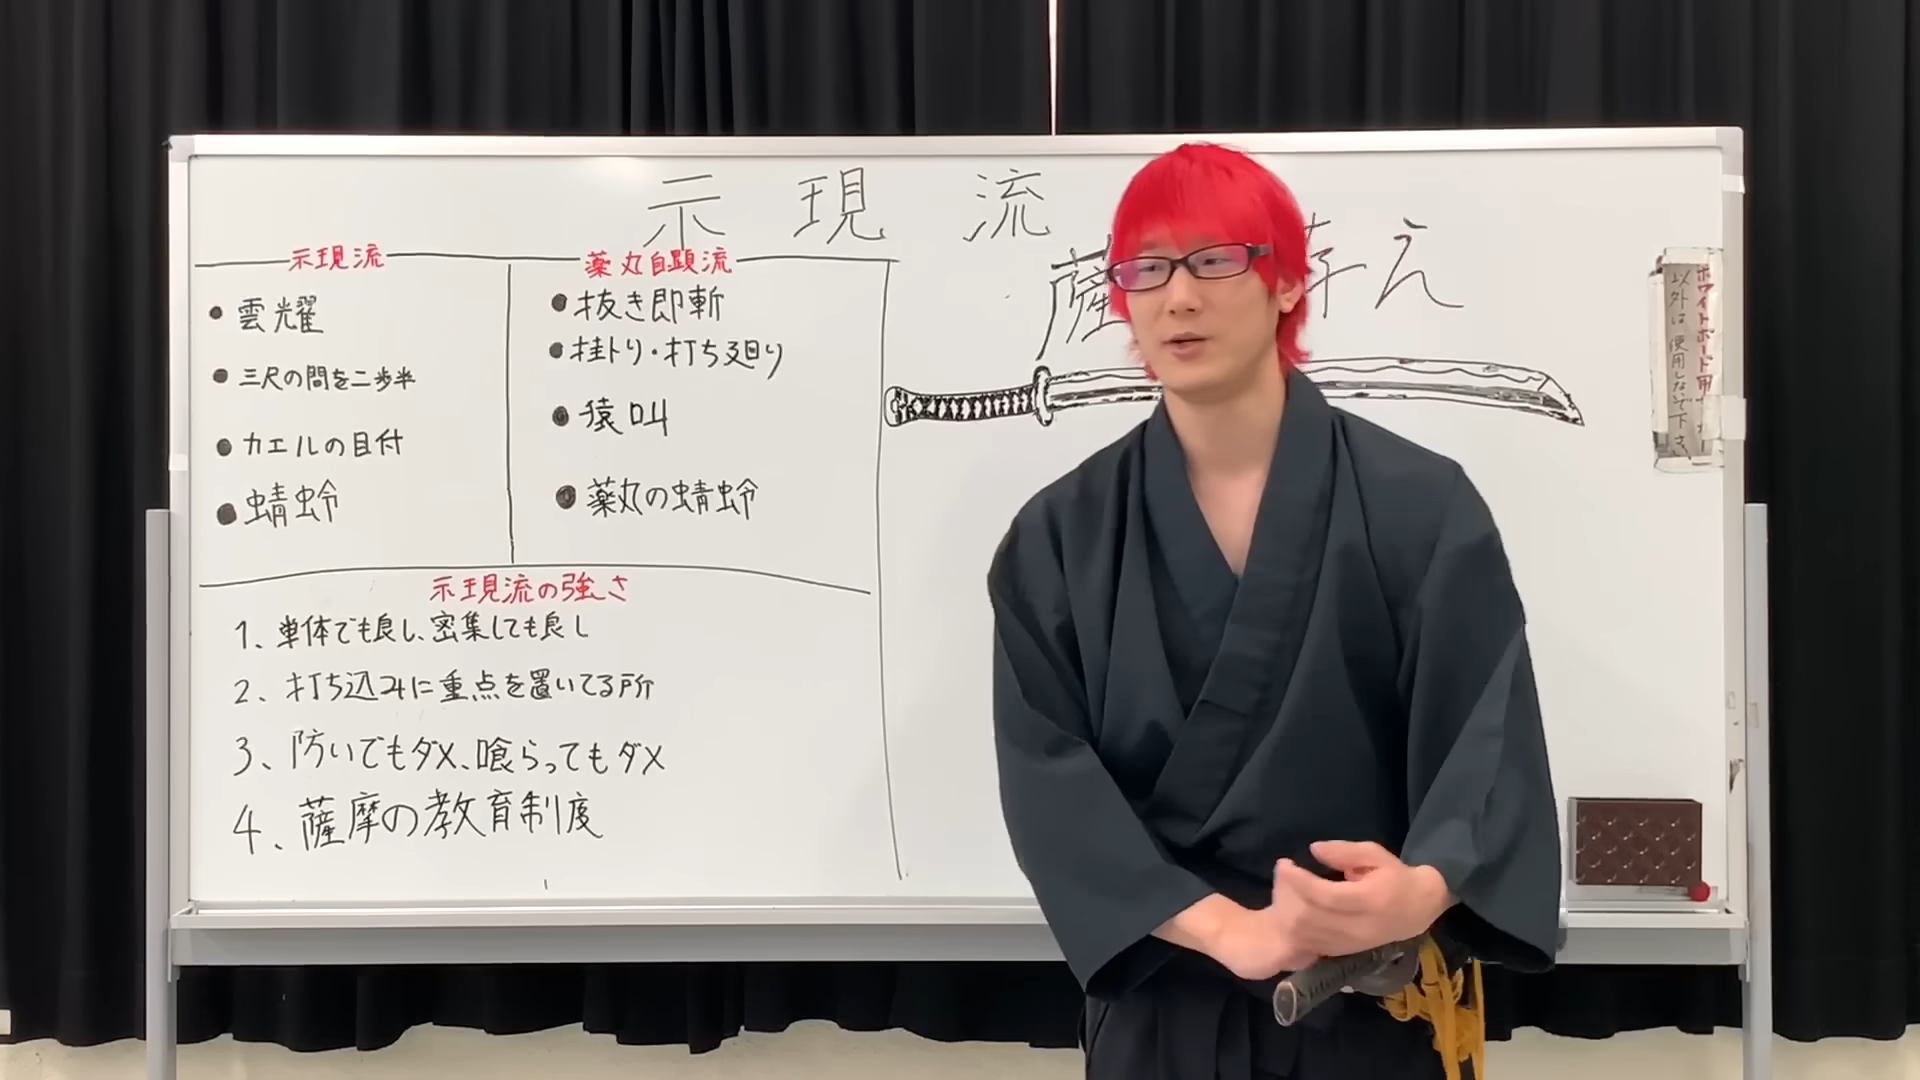 示現流
薩
え
示現流
● 雲耀
● 三尺の間を二歩半
● カエルの目付
● 蜻蛉
薬丸自顕流
● 抜き即斬
● 掛トり・打ち廻り
● 猿叫
● 薬丸の蜻蛉
示現流の強さ
1、単体でも良し、密集しても良し
2、打ち込みに重点を置いてる所
3、防いでもダメ、喰らってもダメ
4、薩摩の教育制度
ホワイトボード用
以外は使用しないで下さ